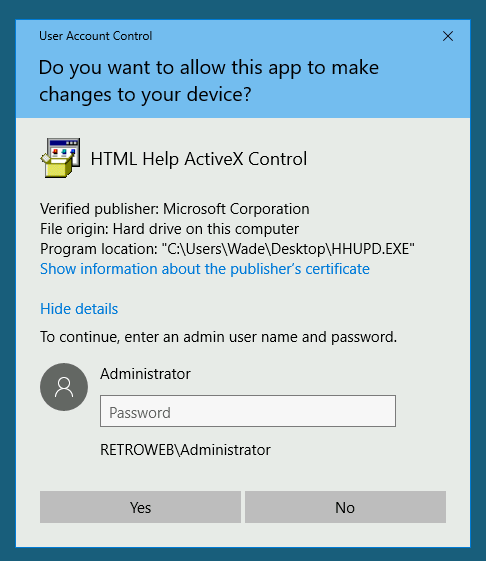 User Account Control
Do you want to allow this app to make
changes to your device?
HTML Help ActiveX Control
Verified publisher: Microsoft Corporation
File origin: Hard drive on this computer
Program location: "C:\Users\Wade\Desktop\HHUPD.EXE"
Show information about the publisher's certificate
Hide details
To continue, enter an admin user name and password.
Administrator
Password
RETROWEB\Administrator
Yes
No